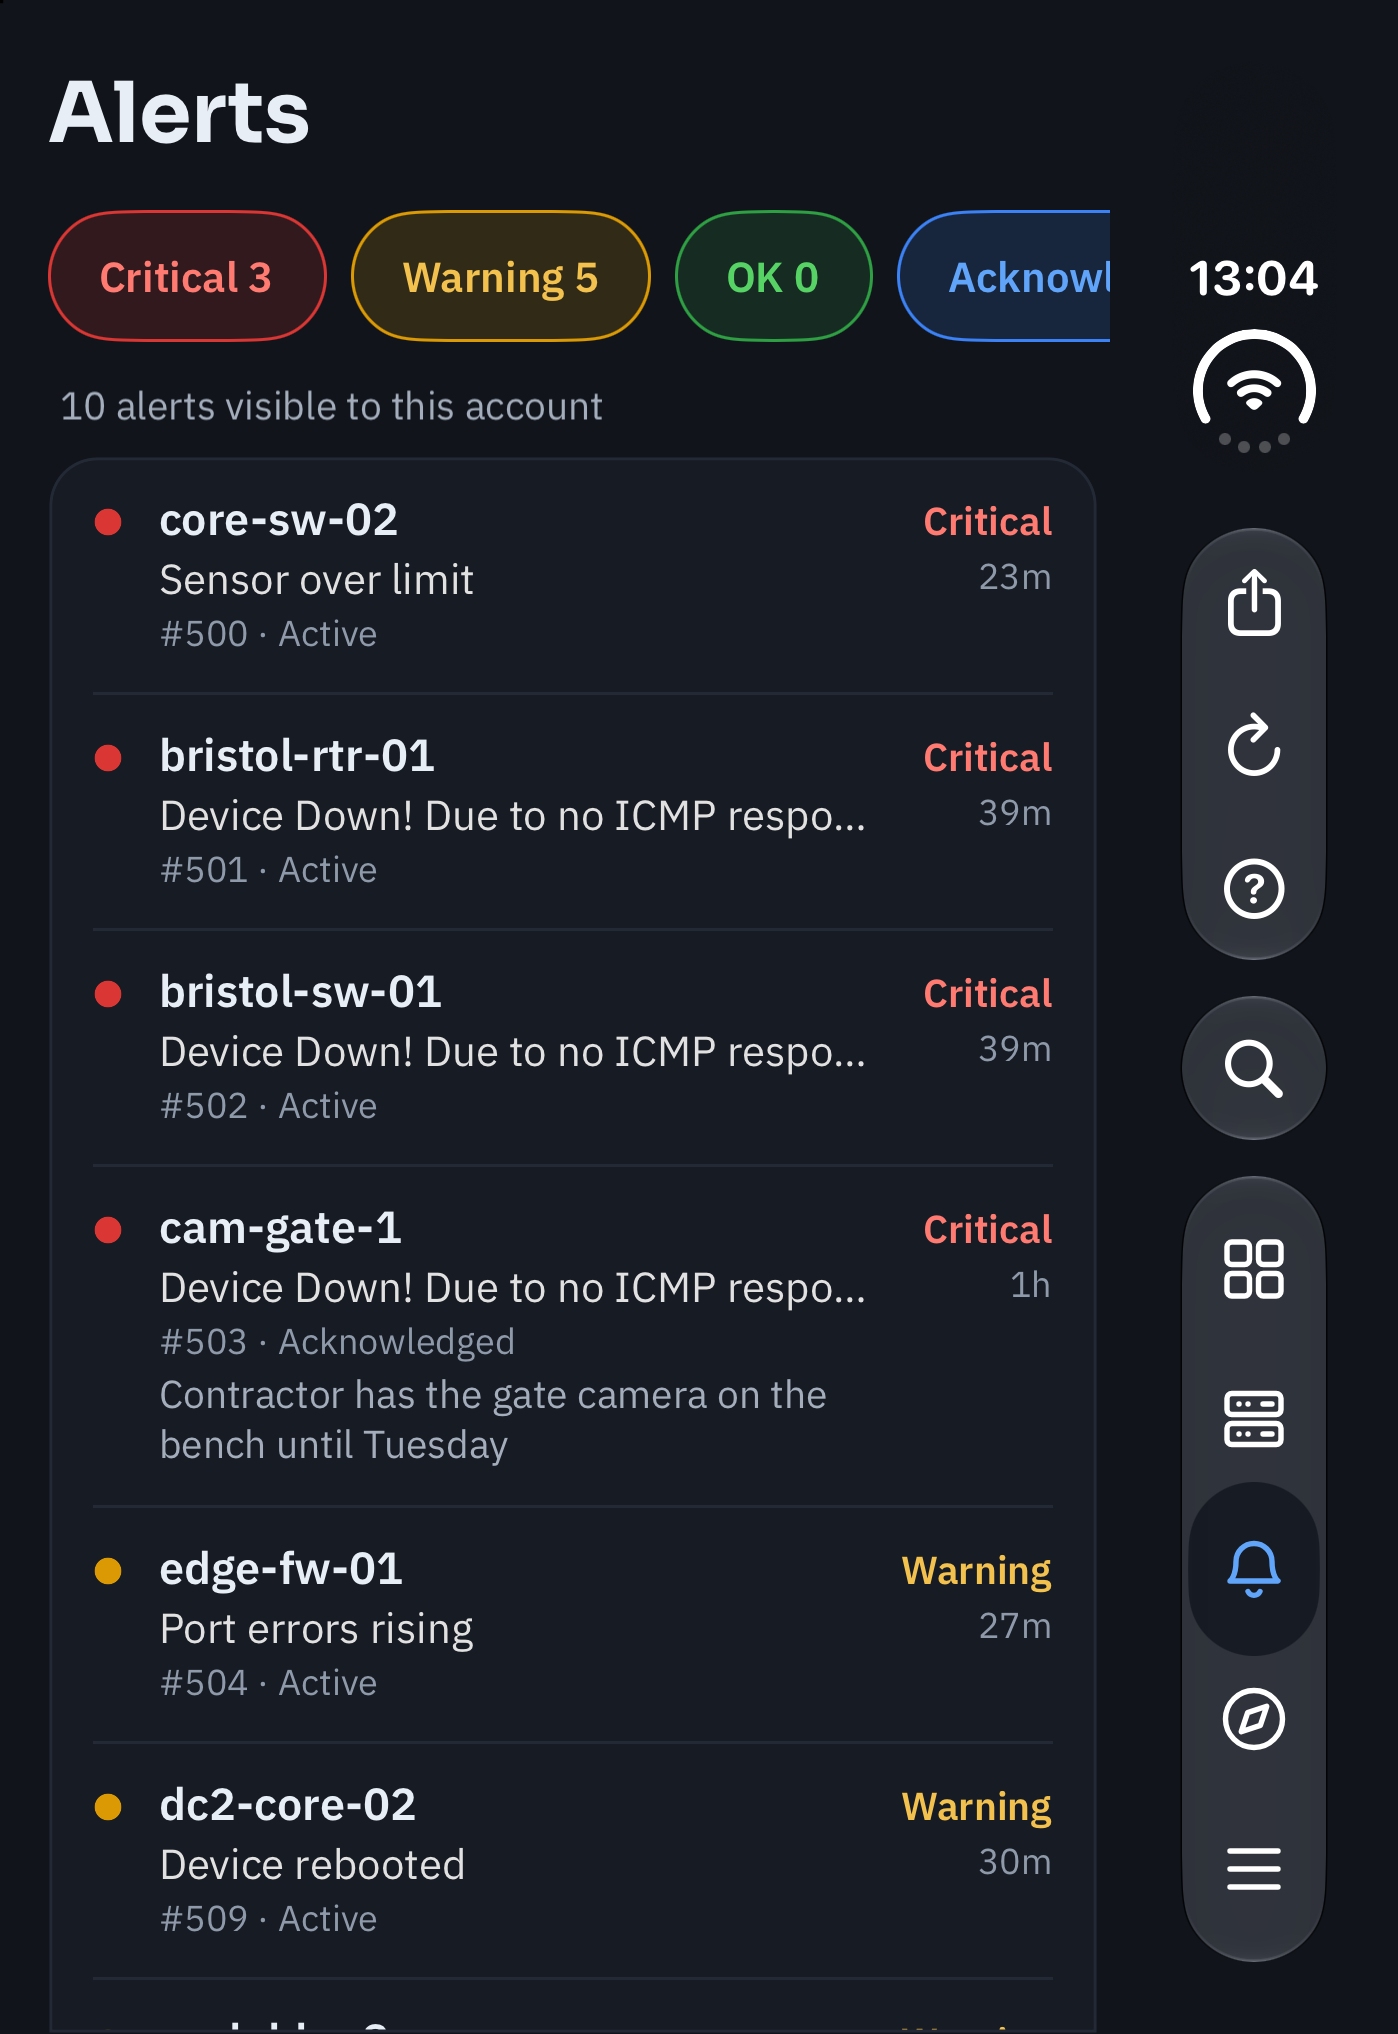 Alerts
Critical 3
Warning 5
OK 0
Acknowl
13:04
10 alerts visible to this account
core-sw-02
Critical
Sensor over limit
23m
#500 · Active
bristol-rtr-01
Critical
Device Down! Due to no ICMP respo...
39m
#501 · Active
bristol-sw-01
Critical
Device Down! Due to no ICMP respo...
39m
#502 · Active
cam-gate-1
Critical
Device Down! Due to no ICMP respo...
1h
#503 · Acknowledged
Contractor has the gate camera on the
bench until Tuesday
edge-fw-01
Warning
Port errors rising
27m
#504 · Active
dc2-core-02
Warning
Device rebooted
30m
#509 · Active